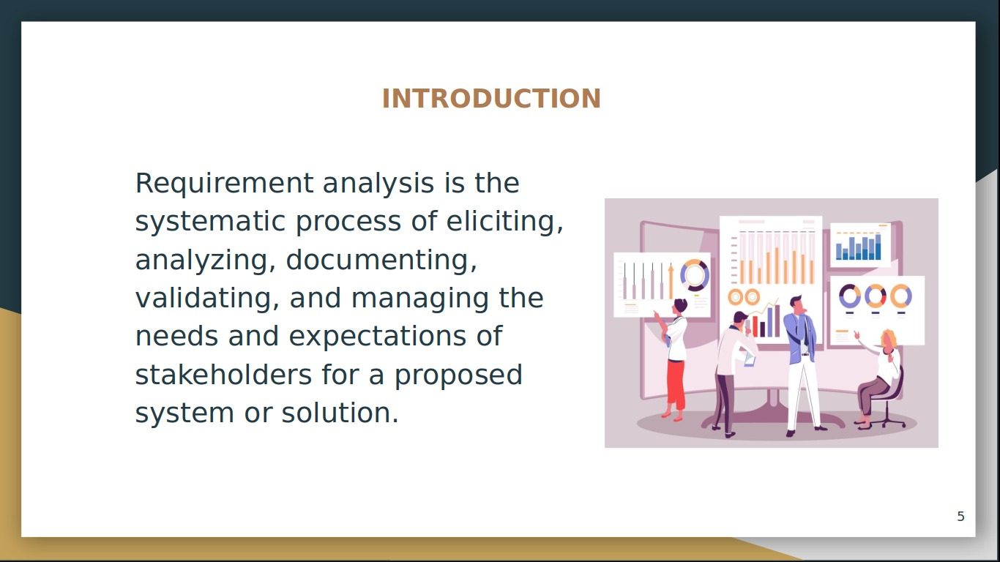 INTRODUCTION
Requirement analysis is the
systematic process of eliciting,
analyzing, documenting,
validating, and managing the
needs and expectations of
stakeholders for a proposed
system or solution.
5